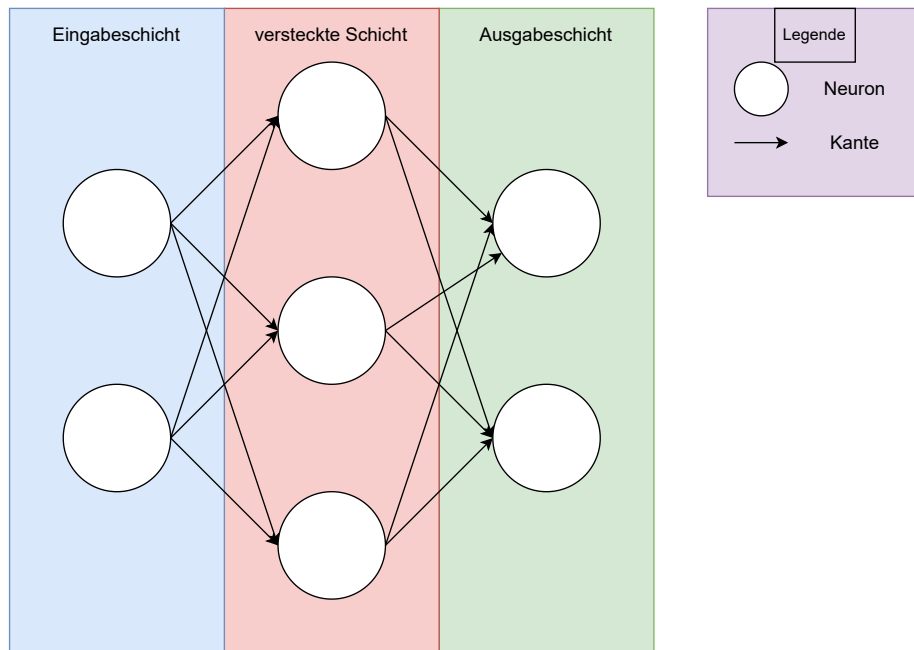 Eingabeschicht
versteckte Schicht
Ausgabeschicht
Legende
Neuron
Kante